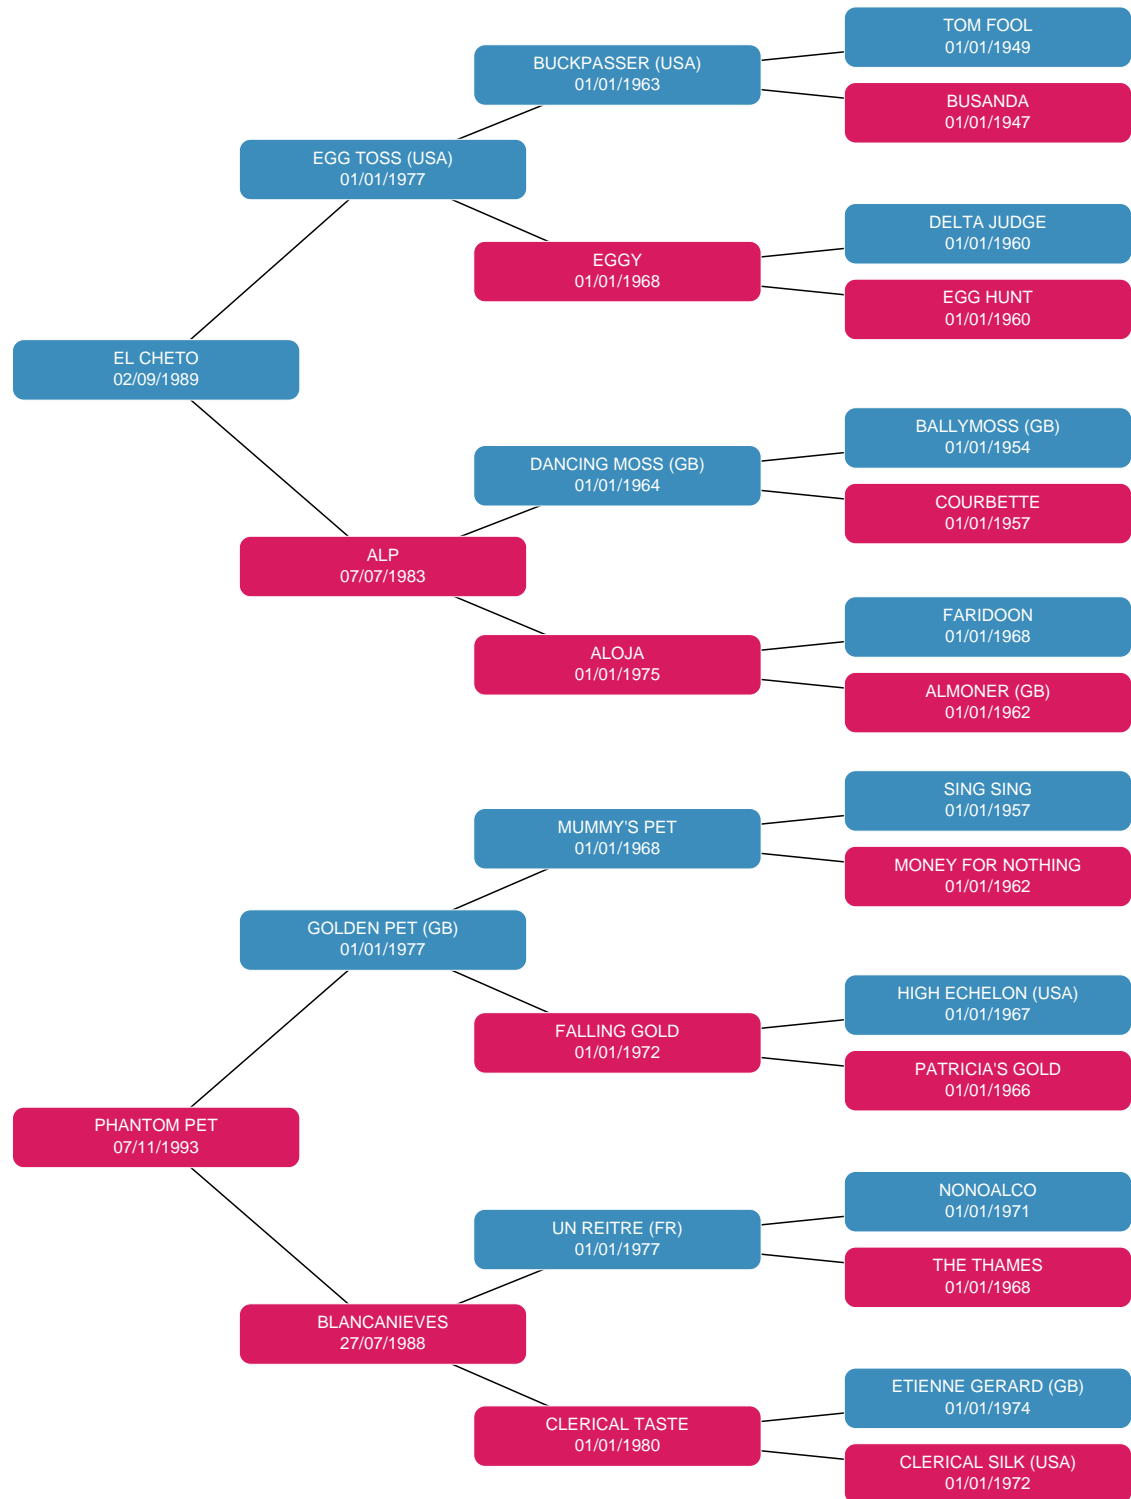 TOM FOOL
01/01/1949
BUCKPASSER (USA)
01/01/1963
BUSANDA
01/01/1947
EGG TOSS (USA)
01/01/1977
DELTA JUDGE
01/01/1960
EGGY
01/01/1968
EGG HUNT
01/01/1960
EL CHETO
02/09/1989
BALLYMOSS (GB)
01/01/1954
DANCING MOSS (GB)
01/01/1964
COURBETTE
01/01/1957
ALP
07/07/1983
FARIDOON
01/01/1968
ALOJA
01/01/1975
ALMONER (GB)
01/01/1962
SING SING
01/01/1957
MUMMY'S PET
01/01/1968
MONEY FOR NOTHING
01/01/1962
GOLDEN PET (GB)
01/01/1977
HIGH ECHELON (USA)
01/01/1967
FALLING GOLD
01/01/1972
PATRICIA'S GOLD
01/01/1966
PHANTOM PET
07/11/1993
NONOALCO
01/01/1971
UN REITRE (FR)
01/01/1977
THE THAMES
01/01/1968
BLANCANIEVES
27/07/1988
ETIENNE GERARD (GB)
01/01/1974
CLERICAL TASTE
01/01/1980
CLERICAL SILK (USA)
01/01/1972